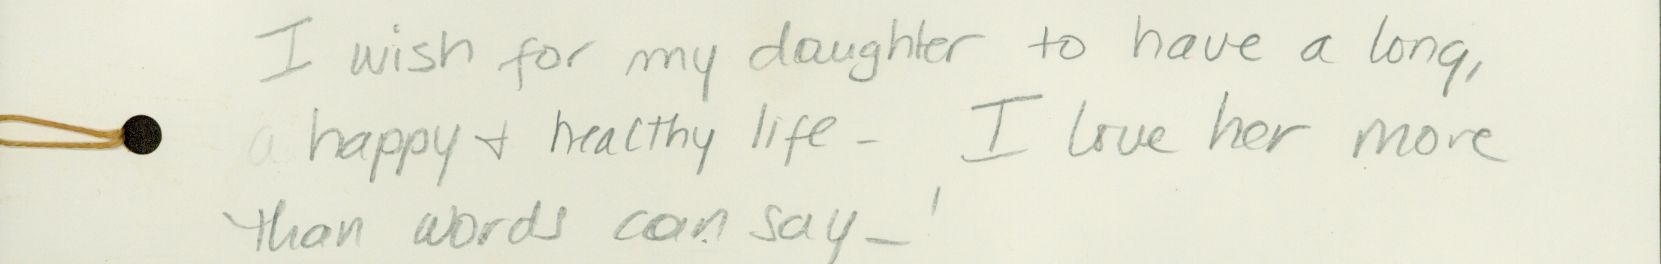 I wish for my daughter to have a long,
a happy + healthy life - I love her more
than words can say - !